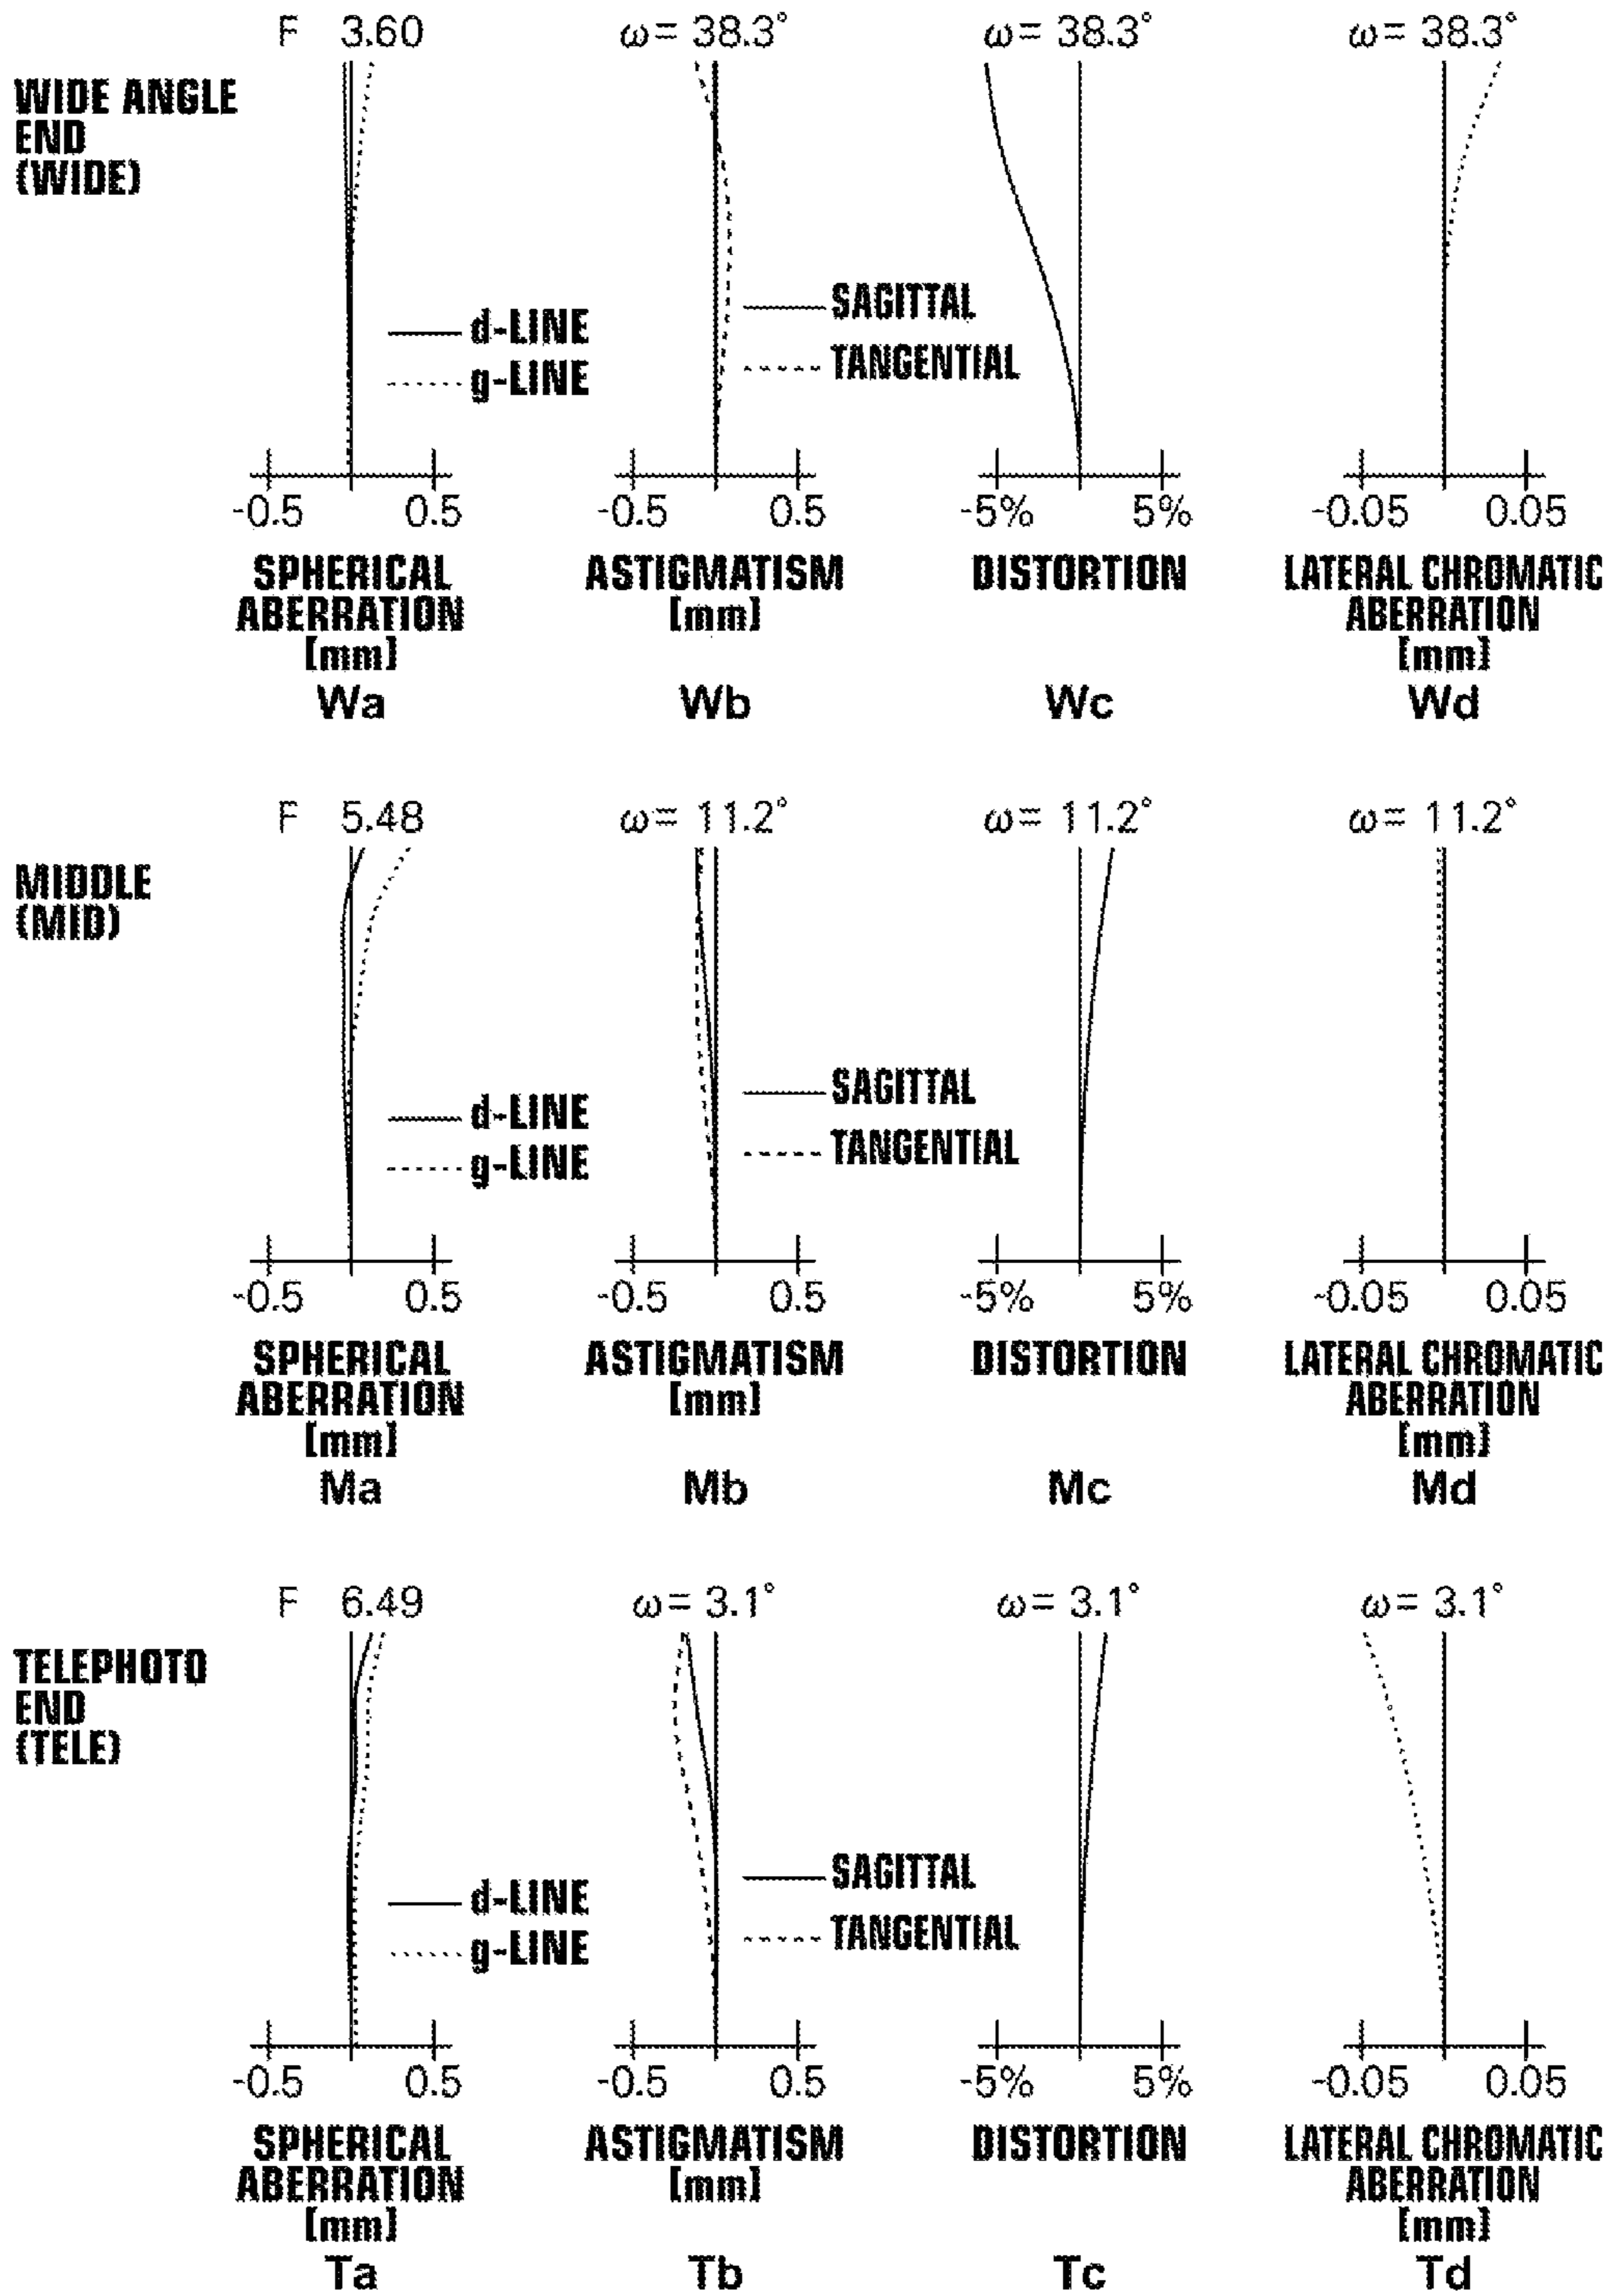 F 3.60 ω= 38.3° ω= 38.3° ω= 38.3°
WIDE ANGLE
END
(WIDE)
d-LINE
g-LINE
SAGITTAL
TANGENTIAL
-0.5 0.5 -0.5 0.5 -5% 5% -0.05 0.05
SPHERICAL
ABERRATION
[mm]
ASTIGMATISM
[mm]
DISTORTION
LATERAL CHROMATIC
ABERRATION
[mm]
Wa Wb Wc Wd
F 5.48 ω= 11.2° ω= 11.2° ω= 11.2°
MIDDLE
(MID)
d-LINE
g-LINE
SAGITTAL
TANGENTIAL
-0.5 0.5 -0.5 0.5 -5% 5% -0.05 0.05
SPHERICAL
ABERRATION
[mm]
ASTIGMATISM
[mm]
DISTORTION
LATERAL CHROMATIC
ABERRATION
[mm]
Ma Mb Mc Md
F 6.49 ω= 3.1° ω= 3.1° ω= 3.1°
TELEPHOTO
END
(TELE)
d-LINE
g-LINE
SAGITTAL
TANGENTIAL
-0.5 0.5 -0.5 0.5 -5% 5% -0.05 0.05
SPHERICAL
ABERRATION
[mm]
ASTIGMATISM
[mm]
DISTORTION
LATERAL CHROMATIC
ABERRATION
[mm]
Ta Tb Tc Td